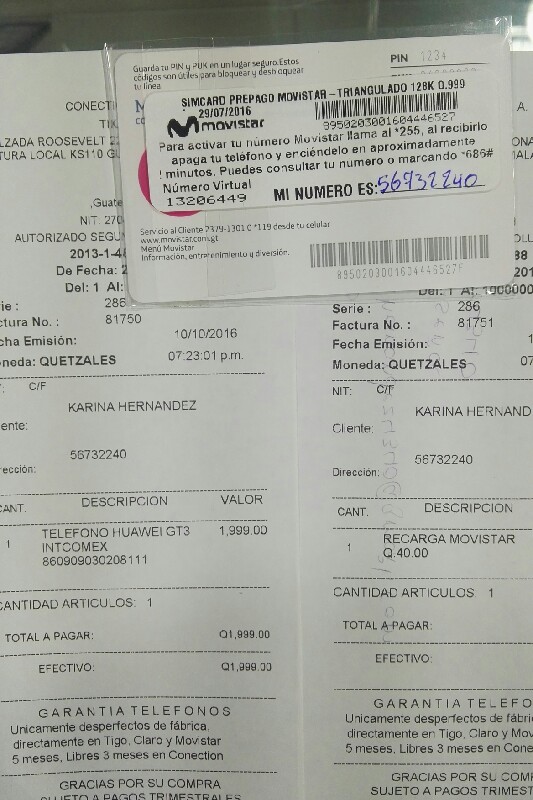 Guarda tu PIN y PUK en un lugar seguro. Estos
códigos son útiles para bloquear y desbloquear
tu línea
PIN 1234
SIMCARD PREPAGO MOVISTAR - TRIANGULADO 128K 0.999
29/07/2016
movistar
8950203001604446527
Para activar tu número Movistar llama al *255, al recibirlo
apaga tu teléfono y enciéndelo en aproximadamente
! minutos. Puedes consultar tu numero marcando *686#
Número Virtual
13206449
MI NUMERO ES: 56732240
Servicio al Cliente 2379-1301 O *119 desde tu celular
www.movistar.com.gt
Menú Movistar
Información, entretenimiento y diversión.
8950203001604446527F
CONECTI
LZADA ROOSEVELT 2
TURA LOCAL KS110 GU
,Guate
NIT: 270
AUTORIZADO SEGU
2013-1-4
De Fecha: 2
Del: 1 Al:
rie : 286
actura No. : 81750
cha Emisión: 10/10/2016
oneda: QUETZALES 07:23:01 p.m.
C/F
KARINA HERNANDEZ
ente:
56732240
rección:
CANT. DESCRIPCION VALOR
1 TELEFONO HUAWEI GT3 1,999.00
INTCOMEX
860909030208111
CANTIDAD ARTICULOS: 1
TOTAL A PAGAR: Q1,999.00
EFECTIVO: Q1,999.00
GARANTIA TELEFONOS
Unicamente desperfectos de fábrica,
directamente en Tigo, Claro y Movistar
5 meses, Libres 3 meses en Conection
GRACIAS POR SU COMPRA
SUJETO A PAGOS TRIMESTRALES
A.
Del: 1 Al: 1000000
Serie : 286
Factura No. : 81751
Fecha Emisión: 1
Moneda: QUETZALES 07
NIT: C/F
KARINA HERNAND
Cliente:
56732240
Dirección:
CANT. DESCRIPCION
1 RECARGA MOVISTAR
Q.40.00
CANTIDAD ARTICULOS: 1
TOTAL A PAGAR:
EFECTIVO:
GARANTIA TELEFO
Unicamente desperfectos de fábri
directamente en Tigo, Claro y Mov
5 meses, Libres 3 meses en Conec
GRACIAS POR SU COM
SUJETO A PAGOS TRIMES